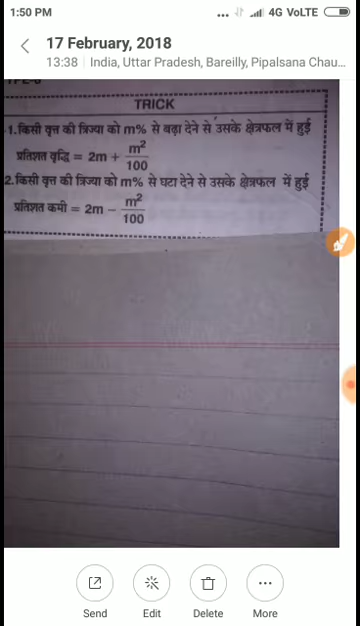 1:50 PM ... 4G VoLTE
17 February, 2018
13:38 India, Uttar Pradesh, Bareilly, Pipalsana Chau...
TRICK
1. किसी वृत्त की त्रिज्या को m% से बढ़ा देने से उसके क्षेत्रफल में हुई
प्रतिशत वृद्धि = 2m + m²/100
2. किसी वृत्त की त्रिज्या को m% से घटा देने से उसके क्षेत्रफल में हुई
प्रतिशत कमी = 2m − m²/100
Send Edit Delete More